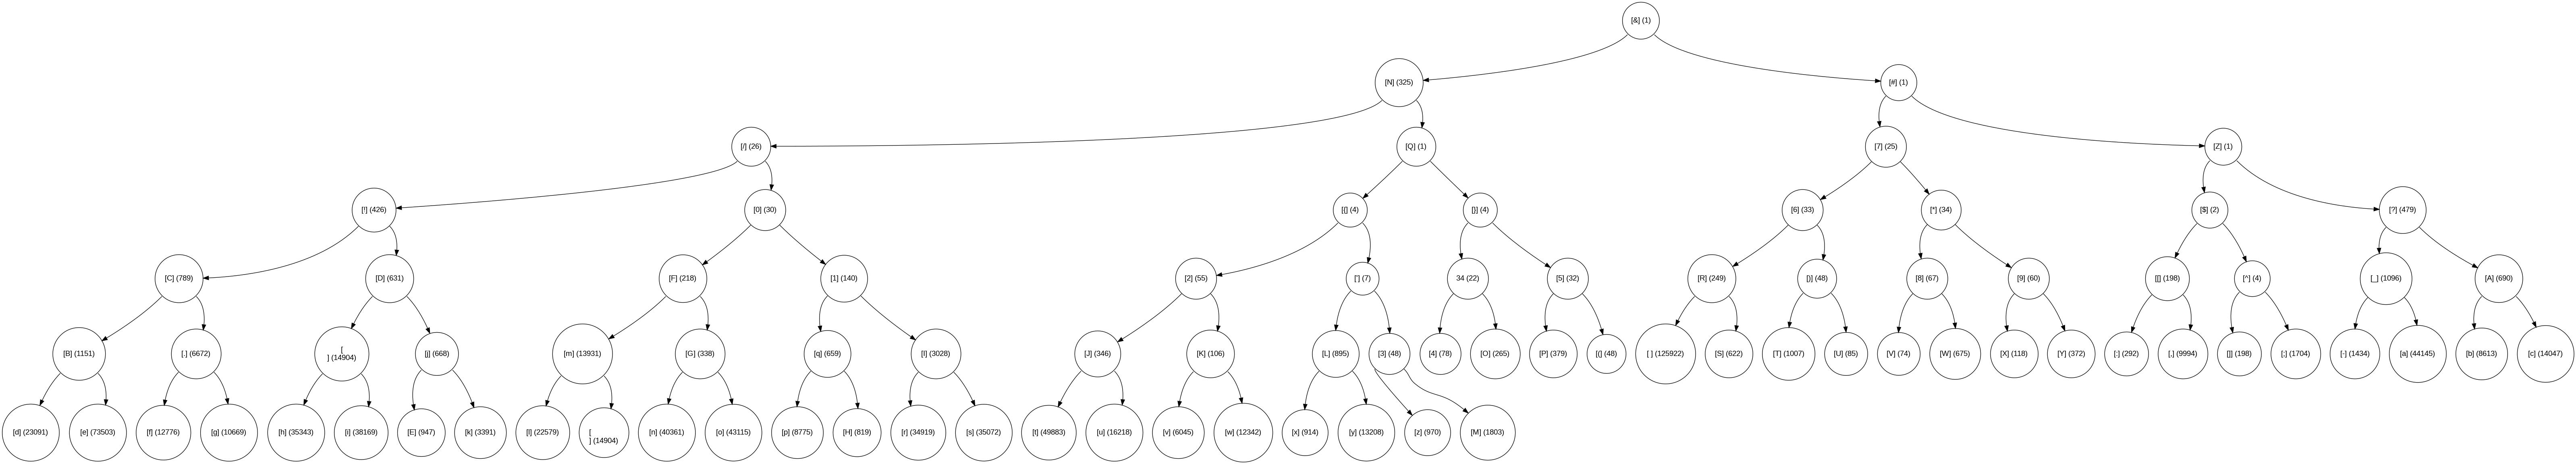 [&] (1)
[N] (325)
[#] (1)
[/] (26)
[Q] (1)
[7] (25)
[Z] (1)
[!] (426)
[0] (30)
[{] (4)
[}] (4)
[6] (33)
[*] (34)
[$] (2)
[?] (479)
[C] (789)
[D] (631)
[F] (218)
[1] (140)
[2] (55)
['] (7)
34 (22)
[5] (32)
[R] (249)
[)] (48)
[8] (67)
[9] (60)
[[] (198)
[^] (4)
[_] (1096)
[A] (690)
[B] (1151)
[.] (6672)
[
] (14904)
[j] (668)
[m] (13931)
[G] (338)
[q] (659)
[I] (3028)
[J] (346)
[K] (106)
[L] (895)
[3] (48)
[4] (78)
[O] (265)
[P] (379)
[(] (48)
[ ] (125922)
[S] (622)
[T] (1007)
[U] (85)
[V] (74)
[W] (675)
[X] (118)
[Y] (372)
[:] (292)
[,] (9994)
[]] (198)
[;] (1704)
[-] (1434)
[a] (44145)
[b] (8613)
[c] (14047)
[d] (23091)
[e] (73503)
[f] (12776)
[g] (10669)
[h] (35343)
[i] (38169)
[E] (947)
[k] (3391)
[l] (22579)
[
] (14904)
[n] (40361)
[o] (43115)
[p] (8775)
[H] (819)
[r] (34919)
[s] (35072)
[t] (49883)
[u] (16218)
[v] (6045)
[w] (12342)
[x] (914)
[y] (13208)
[z] (970)
[M] (1803)